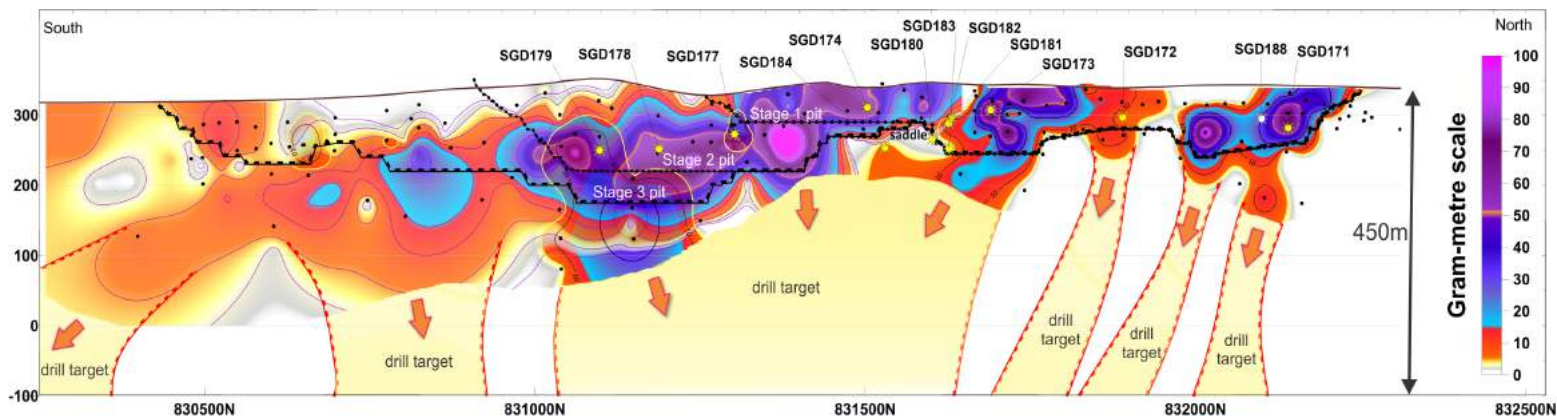 South
North
SGD183
SGD182
SGD174
SGD180
SGD181
SGD179
SGD178
SGD177
SGD184
SGD173
SGD172
SGD188
SGD171
Stage 1 pit
saddle
Stage 2 pit
Stage 3 pit
300
200
100
0
-100
450m
drill target
drill target
drill target
drill target
drill target
drill target
830500N
831000N
831500N
832000N
832500N
Gram-metre scale
100
90
80
70
60
50
40
30
20
10
0